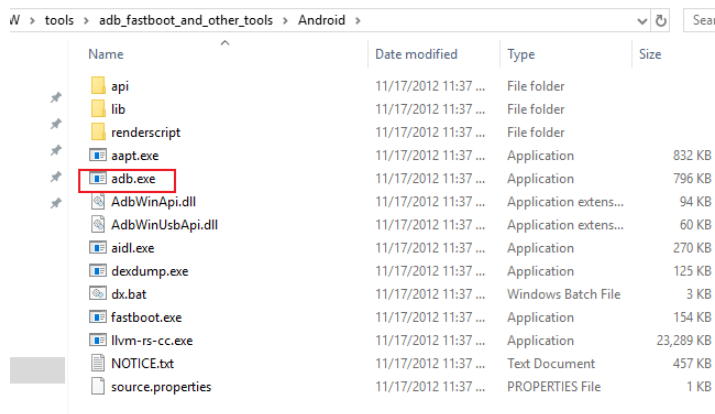 W > tools > adb_fastboot_and_other_tools > Android >
Sear
Name Date modified Type Size
api 11/17/2012 11:37 ... File folder
lib 11/17/2012 11:37 ... File folder
renderscript 11/17/2012 11:37 ... File folder
aapt.exe 11/17/2012 11:37 ... Application 832 KB
adb.exe 11/17/2012 11:37 ... Application 796 KB
AdbWinApi.dll 11/17/2012 11:37 ... Application extens... 94 KB
AdbWinUsbApi.dll 11/17/2012 11:37 ... Application extens... 60 KB
aidl.exe 11/17/2012 11:37 ... Application 270 KB
dexdump.exe 11/17/2012 11:37 ... Application 125 KB
dx.bat 11/17/2012 11:37 ... Windows Batch File 3 KB
fastboot.exe 11/17/2012 11:37 ... Application 154 KB
llvm-rs-cc.exe 11/17/2012 11:37 ... Application 23,289 KB
NOTICE.txt 11/17/2012 11:37 ... Text Document 457 KB
source.properties 11/17/2012 11:37 ... PROPERTIES File 1 KB